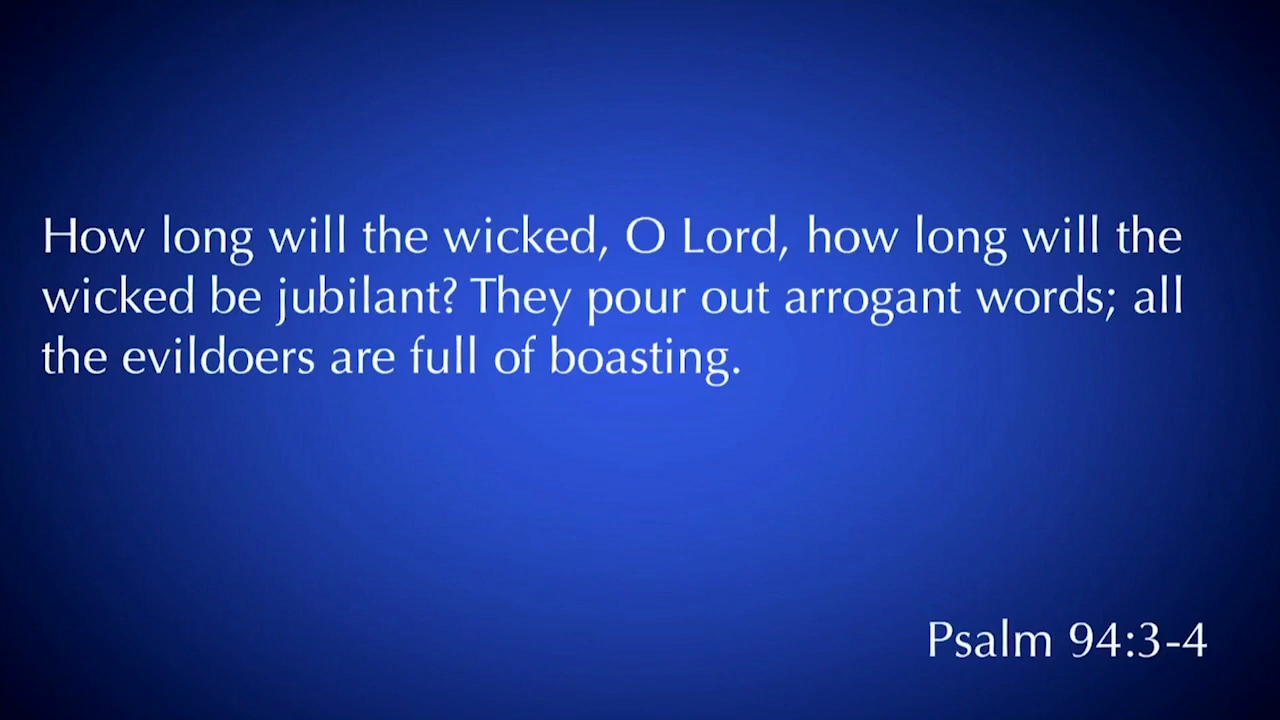 How long will the wicked, O Lord, how long will the
wicked be jubilant? They pour out arrogant words; all
the evildoers are full of boasting.
Psalm 94:3-4